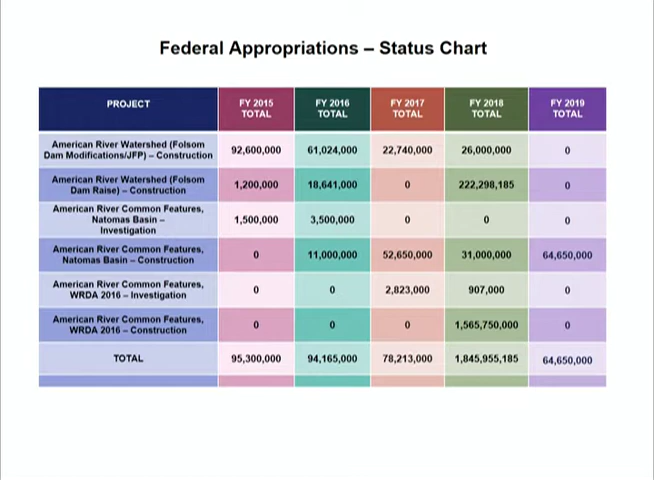 Federal Appropriations – Status Chart
PROJECT FY 2015 TOTAL FY 2016 TOTAL FY 2017 TOTAL FY 2018 TOTAL FY 2019 TOTAL
American River Watershed (Folsom
Dam Modifications/JFP) – Construction 92,600,000 61,024,000 22,740,000 26,000,000 0
American River Watershed (Folsom
Dam Raise) – Construction 1,200,000 18,641,000 0 222,298,185 0
American River Common Features,
Natomas Basin –
Investigation 1,500,000 3,500,000 0 0 0
American River Common Features,
Natomas Basin – Construction 0 11,000,000 52,650,000 31,000,000 64,650,000
American River Common Features,
WRDA 2016 – Investigation 0 0 2,823,000 907,000 0
American River Common Features,
WRDA 2016 – Construction 0 0 0 1,565,750,000 0
TOTAL 95,300,000 94,165,000 78,213,000 1,845,955,185 64,650,000